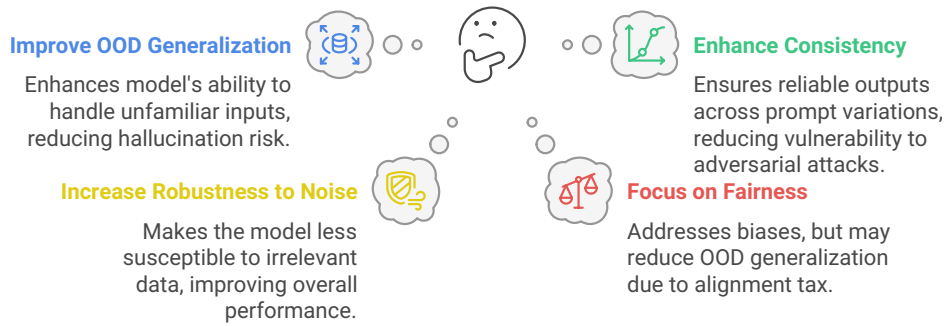 Improve OOD Generalization
Enhances model's ability to
handle unfamiliar inputs,
reducing hallucination risk.
Enhance Consistency
Ensures reliable outputs
across prompt variations,
reducing vulnerability to
adversarial attacks.
Increase Robustness to Noise
Makes the model less
susceptible to irrelevant
data, improving overall
performance.
Focus on Fairness
Addresses biases, but may
reduce OOD generalization
due to alignment tax.